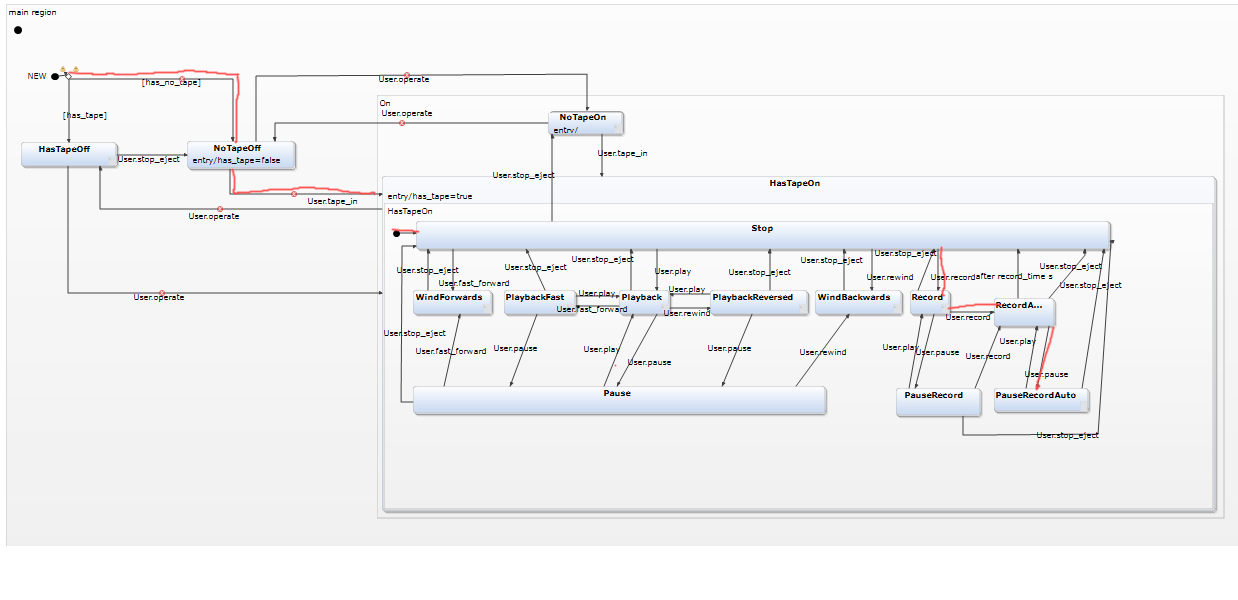 main region
NEW
[has_no_tape]
User.operate
On
User.operate
NoTapeOn
entry/
[has_tape]
HasTapeOff
User.stop_eject
NoTapeOff
entry/has_tape=false
User.tape_in
User.stop_eject
HasTapeOn
entry/has_tape=true
User.tape_in
User.operate
HasTapeOn
Stop
User.stop_eject
User.fast_forward
User.stop_eject
User.stop_eject
User.play
User.stop_eject
User.stop_eject
User.rewind
User.stop_eject
User.record
after record_time s
User.stop_eject
User.stop_eject
User.operate
WindForwards
PlaybackFast
User.play
User.fast_forward
Playback
User.play
User.rewind
PlaybackReversed
WindBackwards
Record
User.record
RecordA...
User.stop_eject
User.fast_forward
User.pause
User.play
User.pause
User.pause
User.rewind
User.play
User.pause
User.record
User.play
User.pause
Pause
PauseRecord
PauseRecordAuto
User.stop_eject